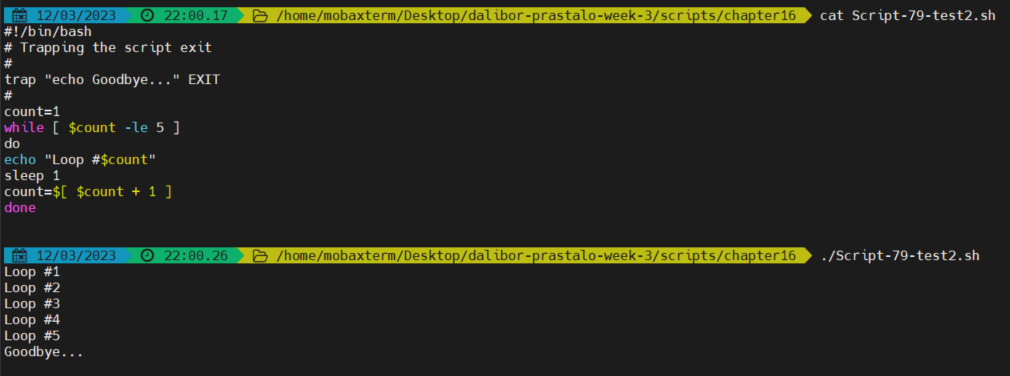 12/03/2023 22:00.17 /home/mobaxterm/Desktop/dalibor-prastalo-week-3/scripts/chapter16 cat Script-79-test2.sh
#!/bin/bash
# Trapping the script exit
#
trap "echo Goodbye..." EXIT
#
count=1
while [ $count -le 5 ]
do
echo "Loop #$count"
sleep 1
count=$[ $count + 1 ]
done
12/03/2023 22:00.26 /home/mobaxterm/Desktop/dalibor-prastalo-week-3/scripts/chapter16 ./Script-79-test2.sh
Loop #1
Loop #2
Loop #3
Loop #4
Loop #5
Goodbye...